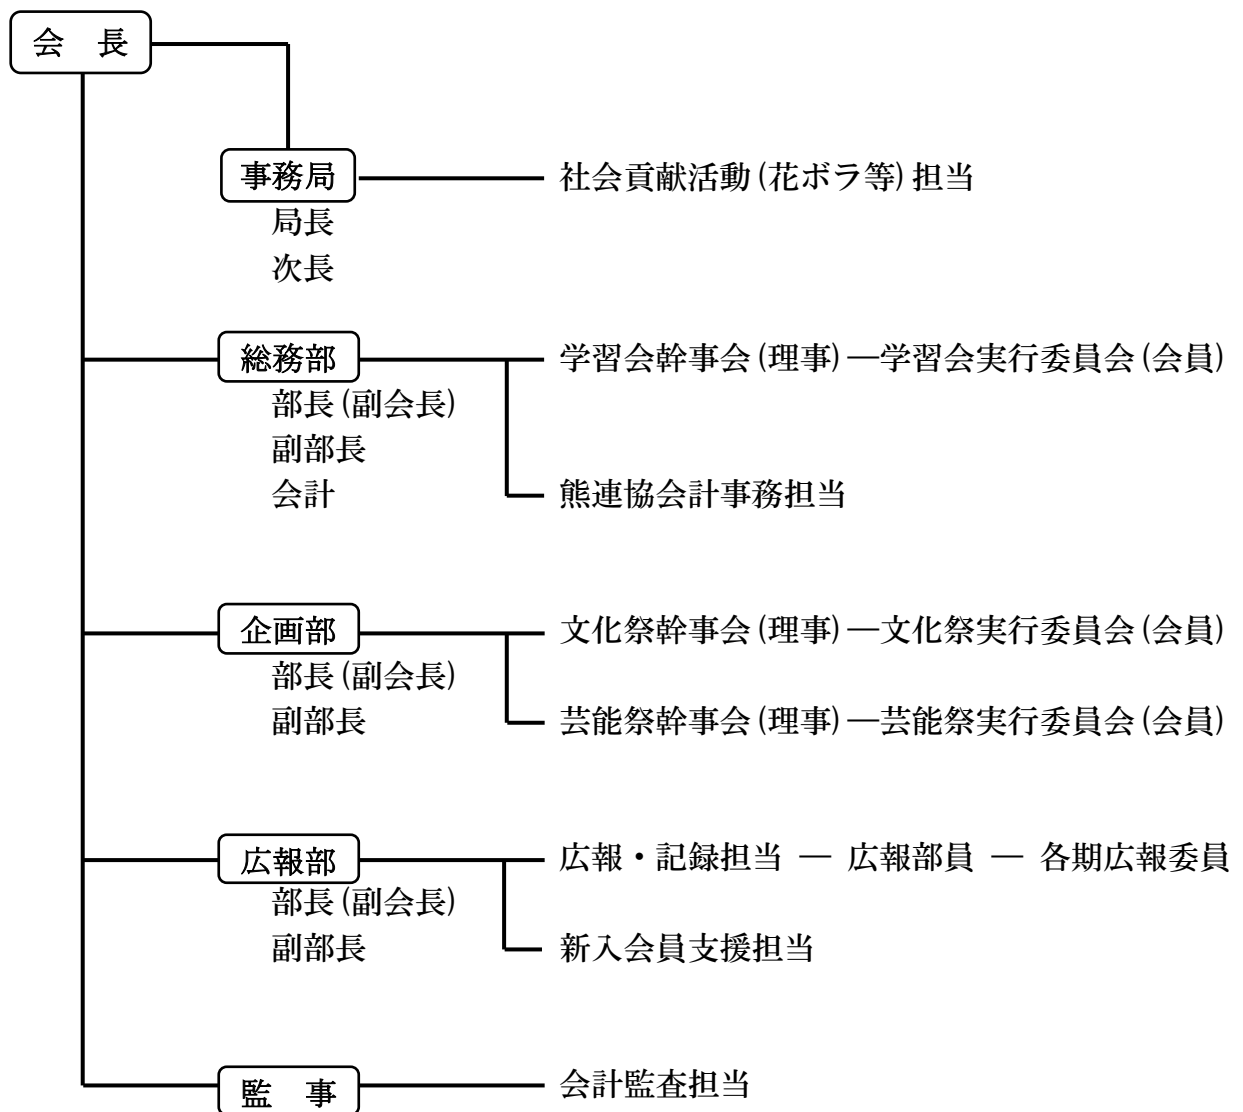 会　長
事務局 社会貢献活動(花ボラ等)担当
局長
次長
総務部 学習会幹事会(理事)―学習会実行委員会(会員)
部長(副会長)
副部長
会計 熊連協会計事務担当
企画部 文化祭幹事会(理事)―文化祭実行委員会(会員)
部長(副会長)
副部長 芸能祭幹事会(理事)―芸能祭実行委員会(会員)
広報部 広報・記録担当 ― 広報部員 ― 各期広報委員
部長(副会長)
副部長 新入会員支援担当
監　事 会計監査担当